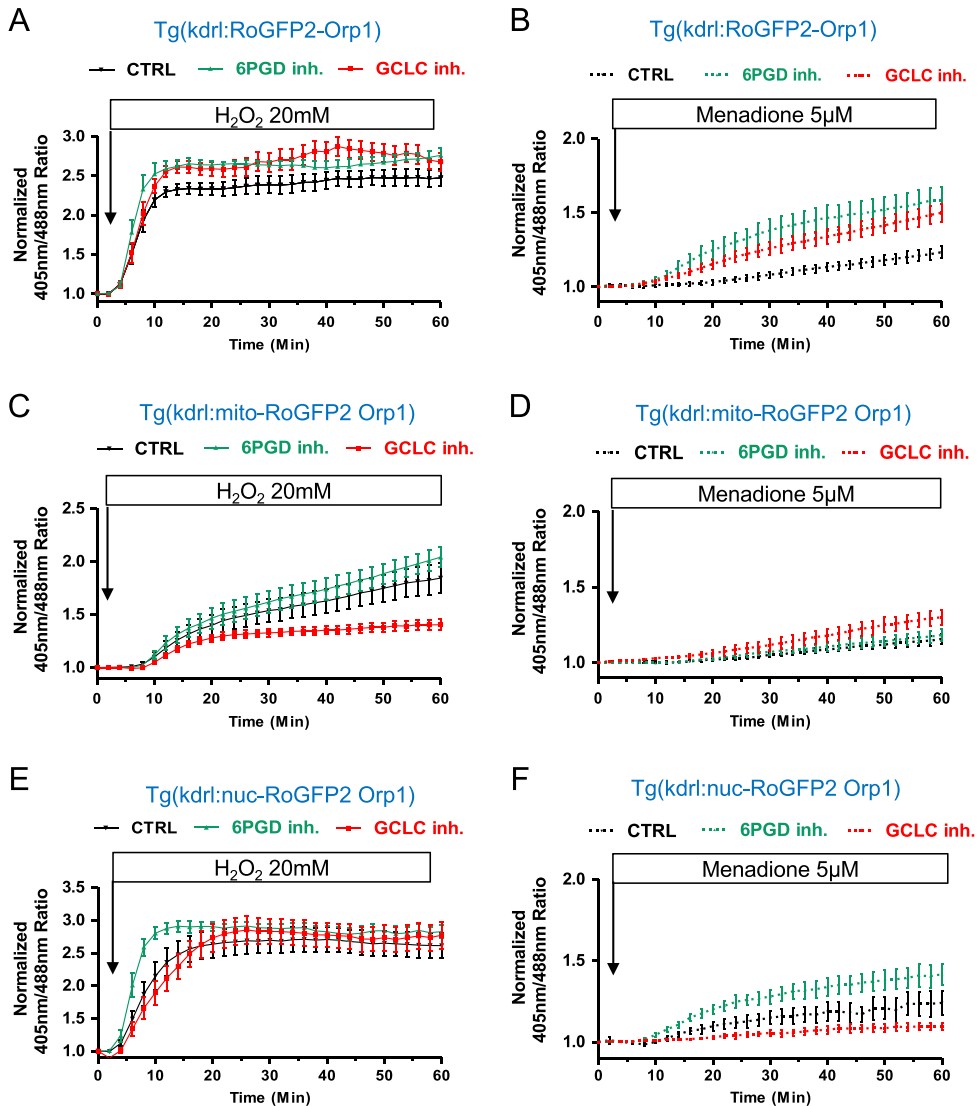 A
Tg(kdrl:RoGFP2-Orp1)
CTRL 6PGD inh. GCLC inh.
H₂O₂ 20mM
Normalized
405nm/488nm Ratio
3.0
2.5
2.0
1.5
1.0
0 10 20 30 40 50 60
Time (Min)
B
Tg(kdrl:RoGFP2-Orp1)
CTRL 6PGD inh. GCLC inh.
Menadione 5µM
Normalized
405nm/488nm Ratio
2.0
1.5
1.0
0 10 20 30 40 50 60
Time (Min)
C
Tg(kdrl:mito-RoGFP2 Orp1)
CTRL 6PGD inh. GCLC inh.
H₂O₂ 20mM
Normalized
405nm/488nm Ratio
2.5
2.0
1.5
1.0
0 10 20 30 40 50 60
Time (Min)
D
Tg(kdrl:mito-RoGFP2 Orp1)
CTRL 6PGD inh. GCLC inh.
Menadione 5µM
Normalized
405nm/488nm Ratio
2.0
1.5
1.0
0 10 20 30 40 50 60
Time (Min)
E
Tg(kdrl:nuc-RoGFP2 Orp1)
CTRL 6PGD inh. GCLC inh.
H₂O₂ 20mM
Normalized
405nm/488nm Ratio
3.5
3.0
2.5
2.0
1.5
1.0
0 10 20 30 40 50 60
Time (Min)
F
Tg(kdrl:nuc-RoGFP2 Orp1)
CTRL 6PGD inh. GCLC inh.
Menadione 5µM
Normalized
405nm/488nm Ratio
2.0
1.5
1.0
0 10 20 30 40 50 60
Time (Min)